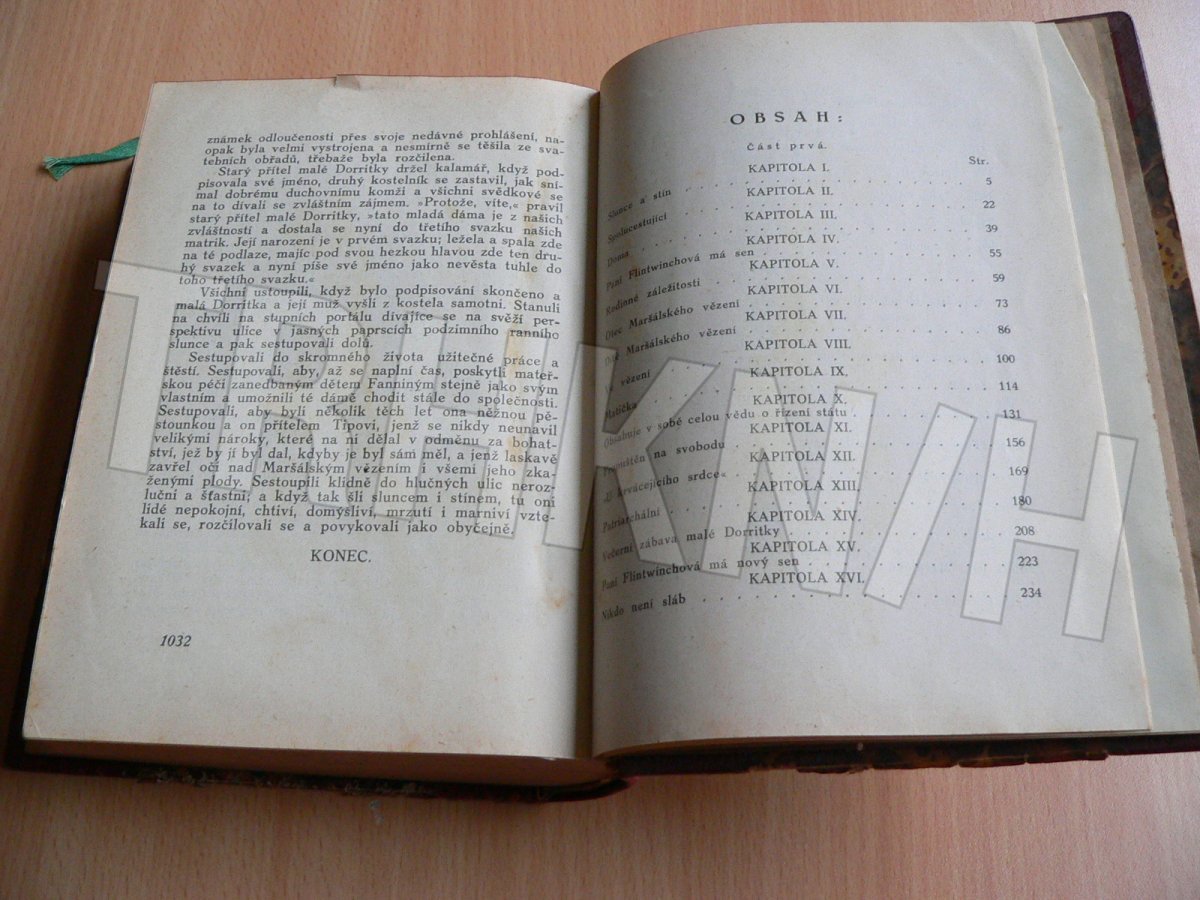 známek odloučenosti přes svoje nedávné prohlášení, na-
opak byla velmi vystrojena a nesmírně se těšila ze sva-
tebních obřadů, třebaže byla rozčilena.
Starý přítel malé Dorritky držel kalamář, když pod-
pisovala své jméno, druhý kostelník se zastavil, jak sní-
mal dobrému duchovnímu komži a všichni svědkové se
na to dívali se zvláštním zájmem. »Protože, víte,« pravil
starý přítel malé Dorritky, »tato mladá dáma je z našich
zvláštností a dostala se nyní do třetího svazku našich
matrik. Její narození je v prvém svazku; ležela a spala zde
na té podlaze, majíc pod svou hezkou hlavou zde ten dru-
hý svazek a nyní píše své jméno jako nevěsta tuhle do
toho třetího svazku.«
Všichni ustoupili, když bylo podpisování skončeno a
malá Dorritka a její muž vyšli z kostela samotni. Stanuli
na chvíli na stupních portálu dívajíce se na svěží per-
spektivu ulice v jasných paprscích podzimního ranního
slunce a pak sestupovali dolů.
Sestupovali do skromného života užitečné práce a
štěstí. Sestupovali, aby, až se naplní čas, poskytli mateř-
skou péči zanedbaným dětem Fanniným stejně jako svým
vlastním a umožnili té dámě chodit stále do společnosti.
Sestupovali, aby byli několik těch let ona něžnou pě-
stounkou a on přítelem Tipovi, jenž se nikdy neunavil
velikými nároky, které na ni dělal v odměnu za bohat-
ství, jež by jí byl dal, kdyby je byl sám měl, a jenž laskavě
zavřel oči nad Maršálským vězením i všemi jeho zka-
ženými plody. Sestoupili klidně do hlučných ulic neroz-
luční a šťastní, a když tak šli sluncem i stínem, tu oni
lidé nepokojní, chtiví, domýšliví, mrzutí i marniví vzte-
kali se, rozčilovali se a povykovali jako obyčejně.
KONEC.
1032
OBSAH:
Část prvá.
KAPITOLA I. Str.
Slunce a stín 5
KAPITOLA II.
Spolucestující 22
KAPITOLA III.
Doma 39
KAPITOLA IV.
Paní Flintwinchová má sen 55
KAPITOLA V.
Rodinné záležitosti 59
KAPITOLA VI.
Otec Maršálského vězení 73
KAPITOLA VII.
Dítě Maršálského vězení 86
KAPITOLA VIII.
Ve vězení 100
KAPITOLA IX.
Matička 114
KAPITOLA X.
Obsahuje v sobě celou vědu o řízení státu 131
KAPITOLA XI.
Propuštěn na svobodu 156
KAPITOLA XII.
krvácejícího srdce« 169
KAPITOLA XIII.
Patriarchální 180
KAPITOLA XIV.
Večerní zábava malé Dorritky 208
KAPITOLA XV.
Paní Flintwinchová má nový sen 223
KAPITOLA XVI.
Nikdo není sláb 234
TRHKNIH